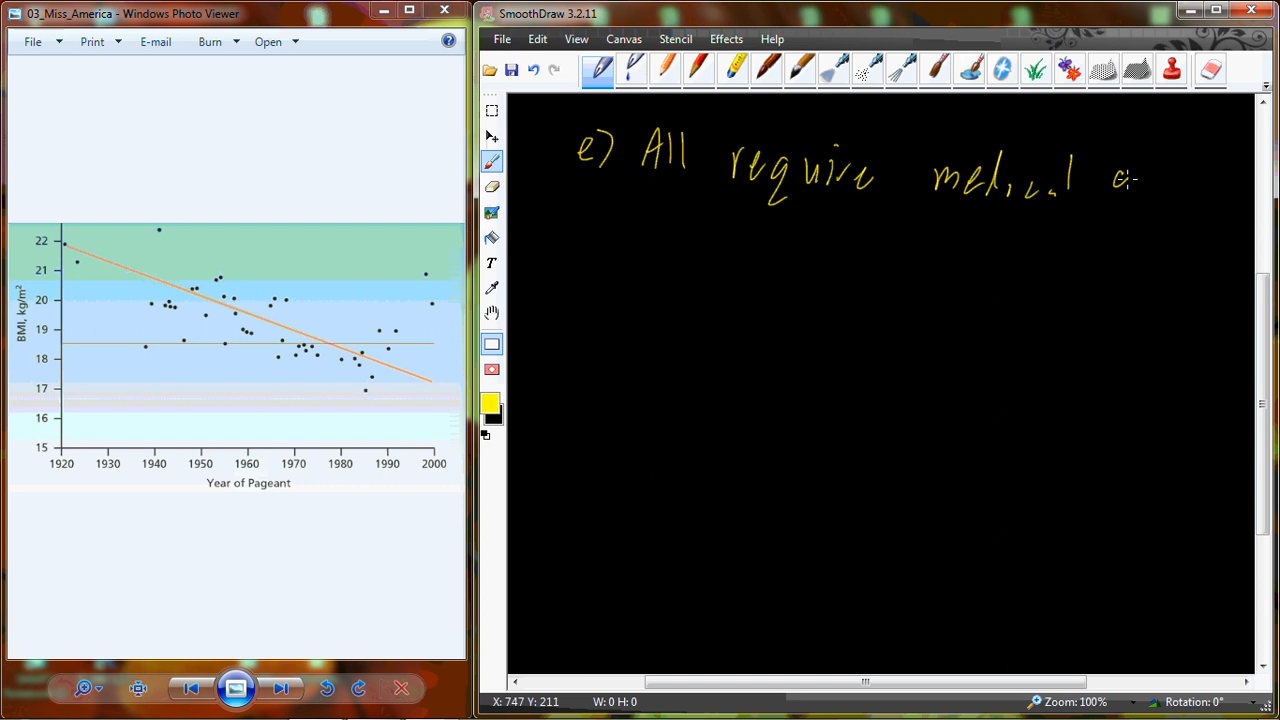 03_Miss_America - Windows Photo Viewer
File Print E-mail Burn Open
22
21
20
19
18
17
16
15
BMI, kg/m²
1920 1930 1940 1950 1960 1970 1980 1990 2000
Year of Pageant
SmoothDraw 3.2.11
File Edit View Canvas Stencil Effects Help
T
e) All require medical
X: 747 Y: 211 W: 0 H: 0 Zoom: 100% Rotation: 0°